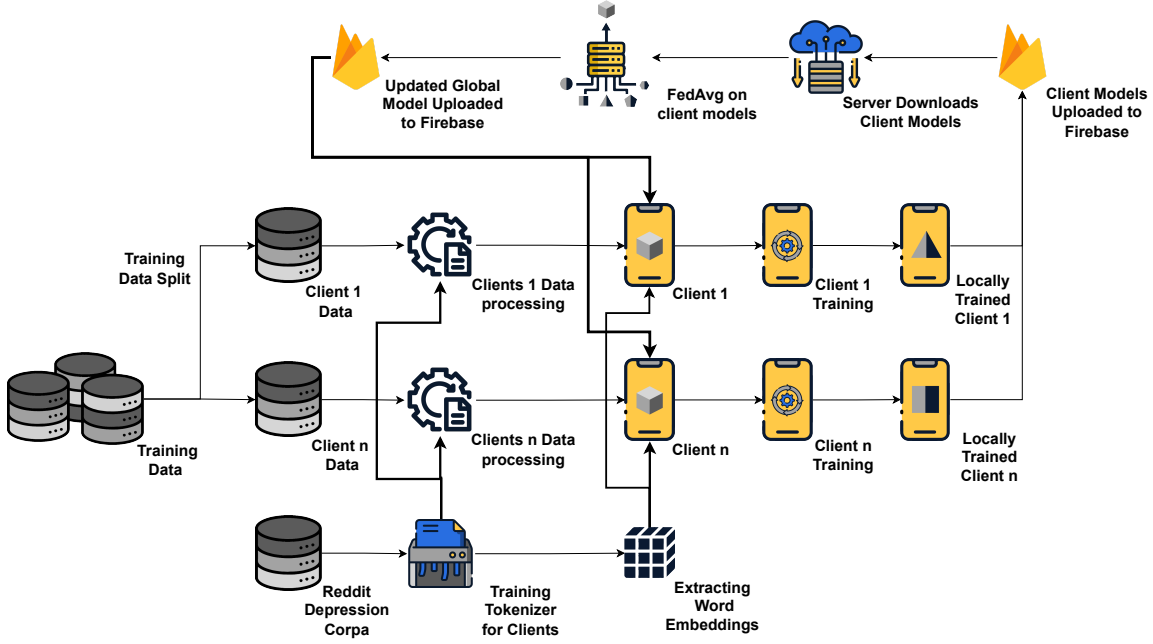 Updated Global
Model Uploaded
to Firebase
FedAvg on
client models
Server Downloads
Client Models
Client Models
Uploaded to
Firebase
Training
Data Split
Client 1
Data
Clients 1 Data
processing
Client 1
Client 1
Training
Locally
Trained
Client 1
Training
Data
Client n
Data
Clients n Data
processing
Client n
Client n
Training
Locally
Trained
Client n
Reddit
Depression
Corpa
Training
Tokenizer
for Clients
Extracting
Word
Embeddings